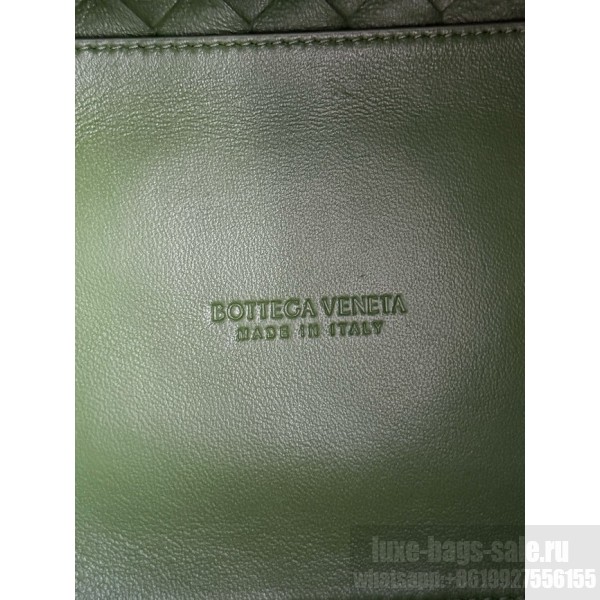 BOTTEGA VENETA
MADE IN ITALY
luxe-bags-sale.ru
whatsapp:+8619927556155